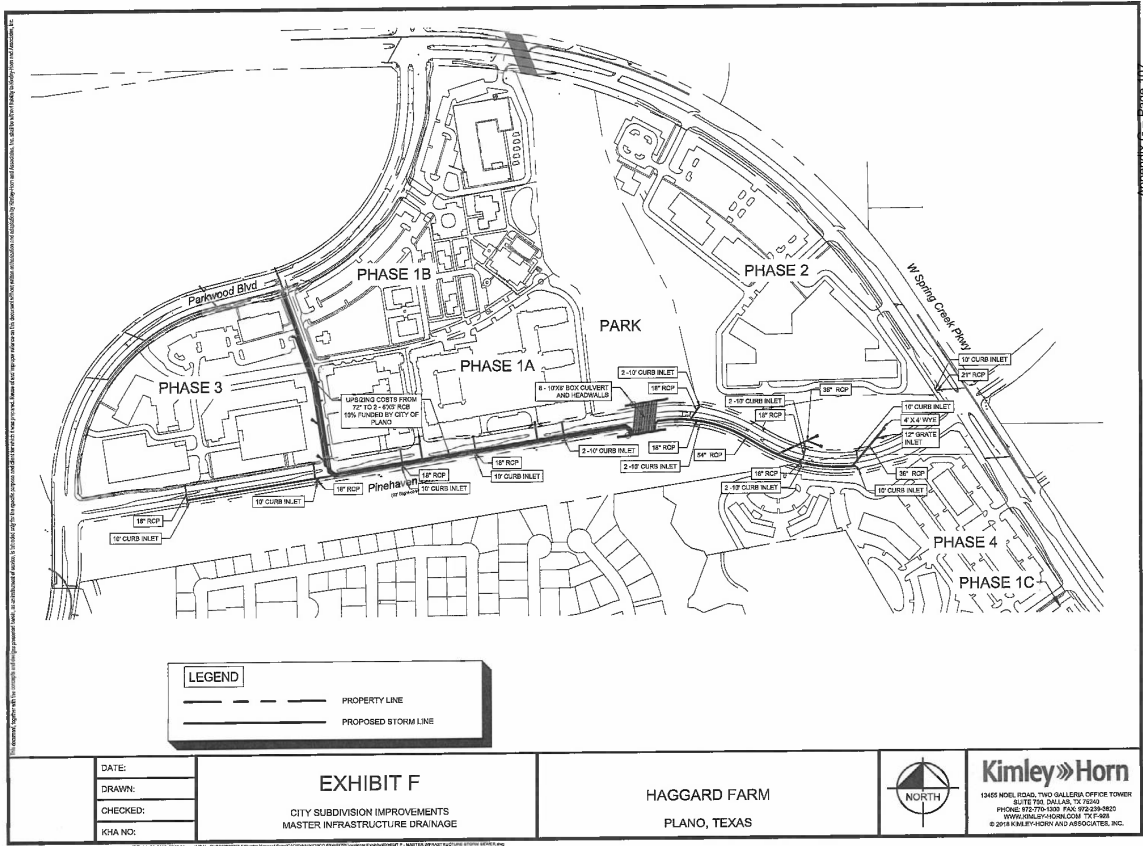 Parkwood Blvd
PHASE 1B
PHASE 2
W Spring Creek Pkwy
PARK
PHASE 3
PHASE 1A
UPSIZING COSTS FROM
72" TO 2 - 6'X5' RCB
10% FUNDED BY CITY OF
PLANO
2 -10' CURB INLET
18" RCP
8 - 10'X6' BOX CULVERT
AND HEADWALLS
36" RCP
2 -10' CURB INLET
18" RCP
10' CURB INLET
21" RCP
10' CURB INLET
4' X 4' WYE
12" GRATE
INLET
2 -10' CURB INLET
18" RCP
54" RCP
2 -10' CURB INLET
18" RCP
10' CURB INLET
18" RCP
10' CURB INLET
Pinehaven
18" RCP
2 -10' CURB INLET
36" RCP
10' CURB INLET
18" RCP
10' CURB INLET
18" RCP
10' CURB INLET
PHASE 4
PHASE 1C
LEGEND
PROPERTY LINE
PROPOSED STORM LINE
DATE:
DRAWN:
CHECKED:
KHA NO:
EXHIBIT F
CITY SUBDIVISION IMPROVEMENTS
MASTER INFRASTRUCTURE DRAINAGE
HAGGARD FARM
PLANO, TEXAS
NORTH
Kimley»Horn
13455 NOEL ROAD, TWO GALLERIA OFFICE TOWER
SUITE 700, DALLAS, TX 75240
PHONE: 972-770-1300 FAX: 972-239-3820
WWW.KIMLEY-HORN.COM TX F-928
© 2018 KIMLEY-HORN AND ASSOCIATES, INC.